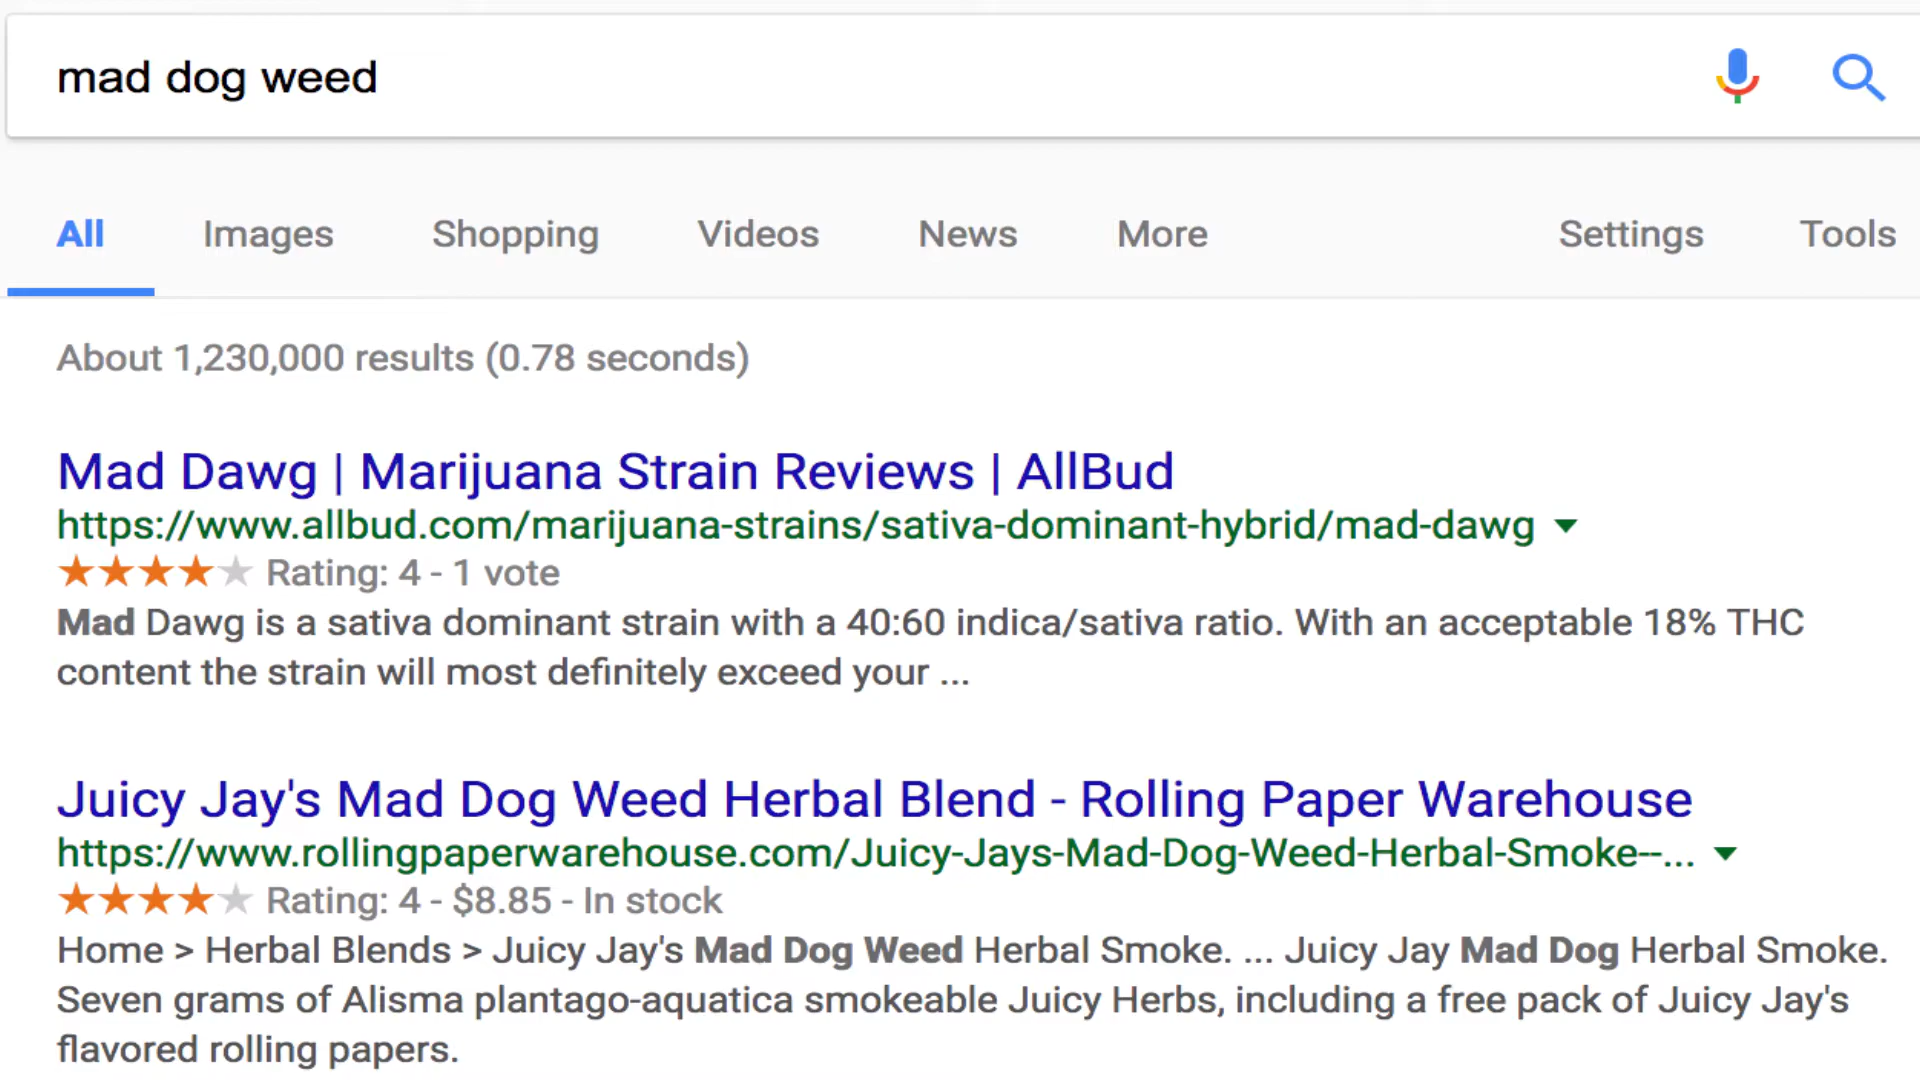 mad dog weed
All Images Shopping Videos News More Settings Tools
About 1,230,000 results (0.78 seconds)
Mad Dawg | Marijuana Strain Reviews | AllBud
https://www.allbud.com/marijuana-strains/sativa-dominant-hybrid/mad-dawg
Rating: 4 - 1 vote
Mad Dawg is a sativa dominant strain with a 40:60 indica/sativa ratio. With an acceptable 18% THC
content the strain will most definitely exceed your ...
Juicy Jay's Mad Dog Weed Herbal Blend - Rolling Paper Warehouse
https://www.rollingpaperwarehouse.com/Juicy-Jays-Mad-Dog-Weed-Herbal-Smoke--...
Rating: 4 - $8.85 - In stock
Home > Herbal Blends > Juicy Jay's Mad Dog Weed Herbal Smoke. ... Juicy Jay Mad Dog Herbal Smoke.
Seven grams of Alisma plantago-aquatica smokeable Juicy Herbs, including a free pack of Juicy Jay's
flavored rolling papers.